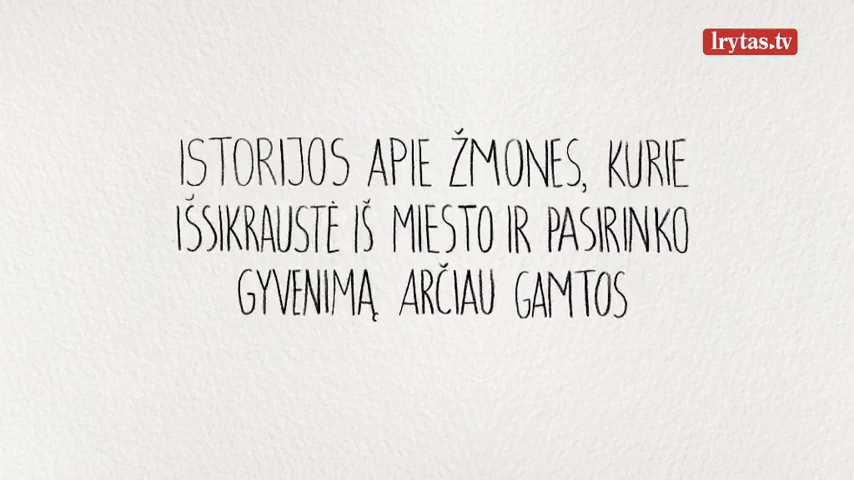 lrytas.tv
ISTORIJOS APIE ŽMONES, KURIE
IŠSIKRAUSTĖ IŠ MIESTO IR PASIRINKO
GYVENIMĄ ARČIAU GAMTOS